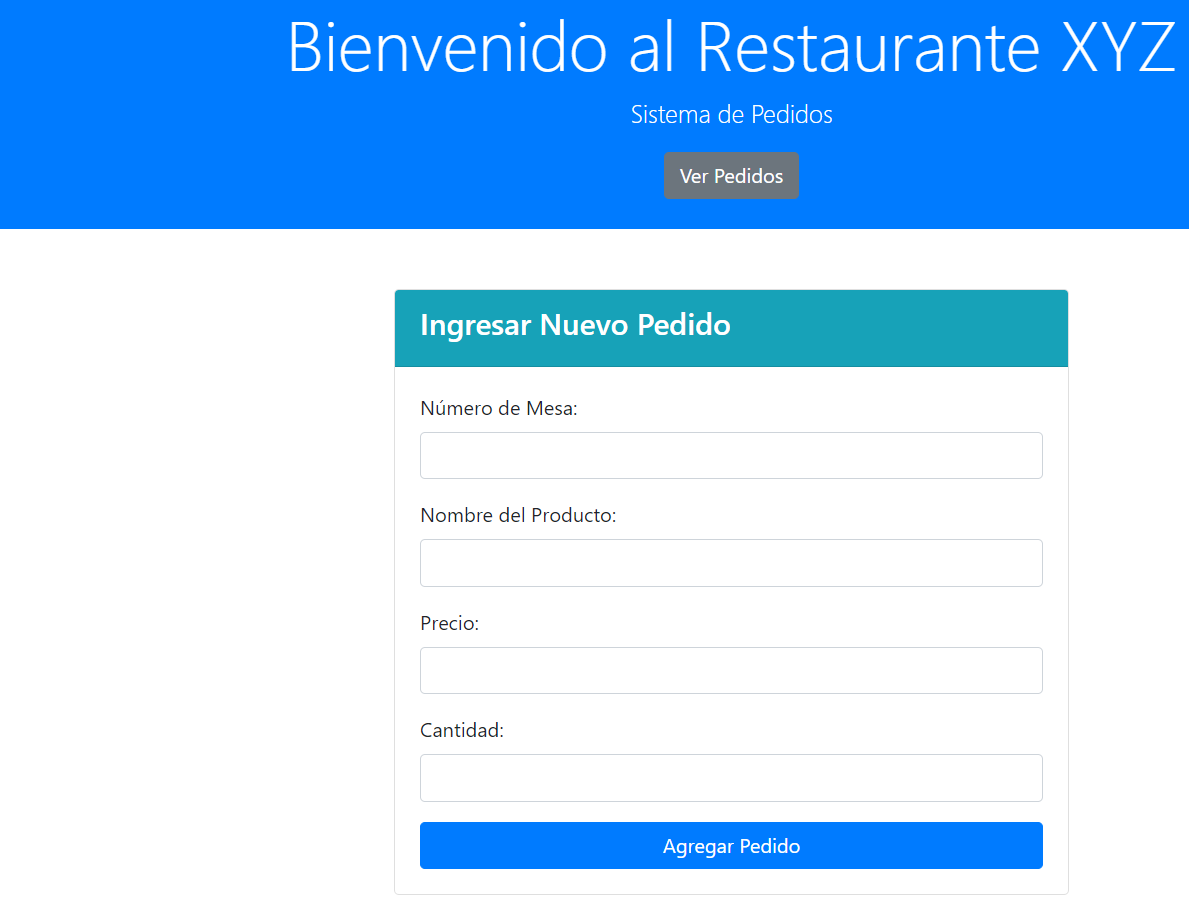 Bienvenido al Restaurante XYZ
Sistema de Pedidos
Ver Pedidos
Ingresar Nuevo Pedido
Número de Mesa:
Nombre del Producto:
Precio:
Cantidad:
Agregar Pedido